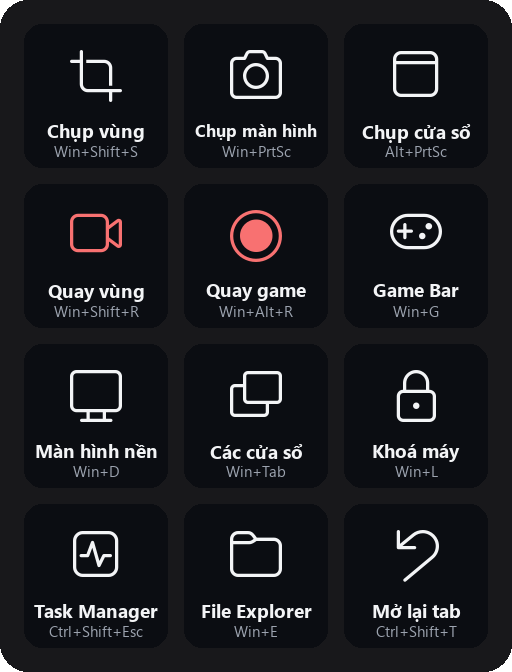 Chụp vùng
Win+Shift+S
Chụp màn hình
Win+PrtSc
Chụp cửa sổ
Alt+PrtSc
Quay vùng
Win+Shift+R
Quay game
Win+Alt+R
Game Bar
Win+G
Màn hình nền
Win+D
Các cửa sổ
Win+Tab
Khoá máy
Win+L
Task Manager
Ctrl+Shift+Esc
File Explorer
Win+E
Mở lại tab
Ctrl+Shift+T